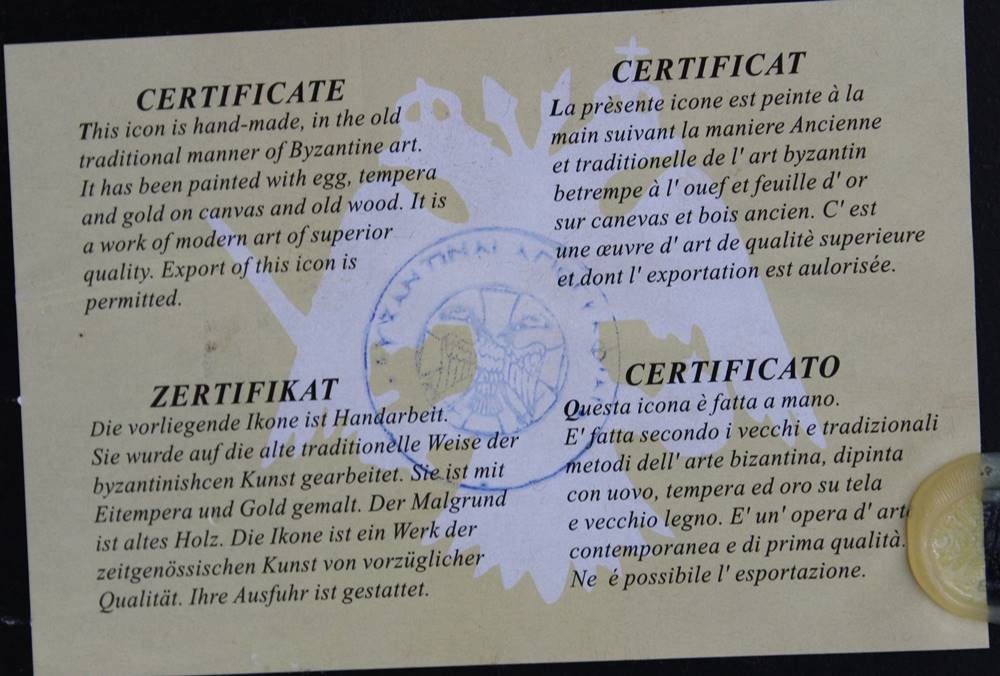 CERTIFICATE
This icon is hand-made, in the old
traditional manner of Byzantine art.
It has been painted with egg, tempera
and gold on canvas and old wood. It is
a work of modern art of superior
quality. Export of this icon is
permitted.
CERTIFICAT
La prèsente icone est peinte à la
main suivant la maniere Ancienne
et traditionelle de l' art byzantin
betrempe à l' ouef et feuille d' or
sur canevas et bois ancien. C' est
une œuvre d' art de qualitè superieure
et dont l' exportation est aulorisée.
ZERTIFIKAT
Die vorliegende Ikone ist Handarbeit.
Sie wurde auf die alte traditionelle Weise der
byzantinishcen Kunst gearbeitet. Sie ist mit
Eitempera und Gold gemalt. Der Malgrund
ist altes Holz. Die Ikone ist ein Werk der
zeitgenössischen Kunst von vorzüglicher
Qualität. Ihre Ausfuhr ist gestattet.
CERTIFICATO
Questa icona è fatta a mano.
E' fatta secondo i vecchi e tradizionali
metodi dell' arte bizantina, dipinta
con uovo, tempera ed oro su tela
e vecchio legno. E' un' opera d' arte
contemporanea e di prima qualità.
Ne é possibile l' esportazione.